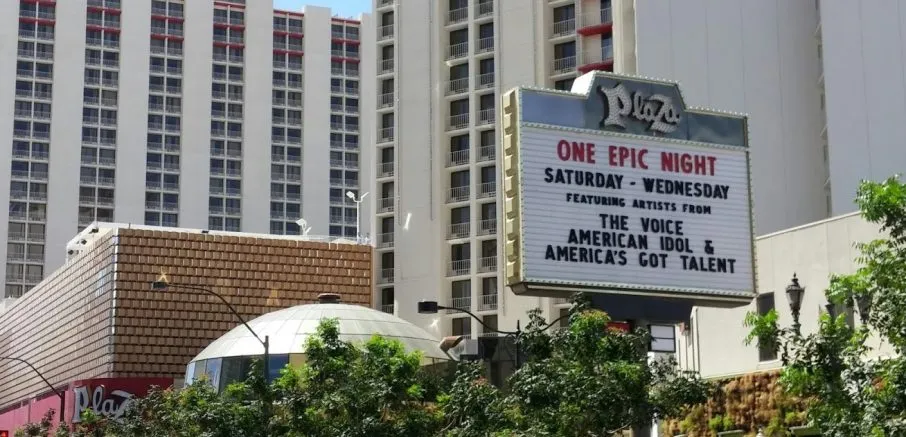 Plaza
ONE EPIC NIGHT
SATURDAY - WEDNESDAY
FEATURING ARTISTS FROM
THE VOICE
AMERICAN IDOL &
AMERICA'S GOT TALENT
Plaza